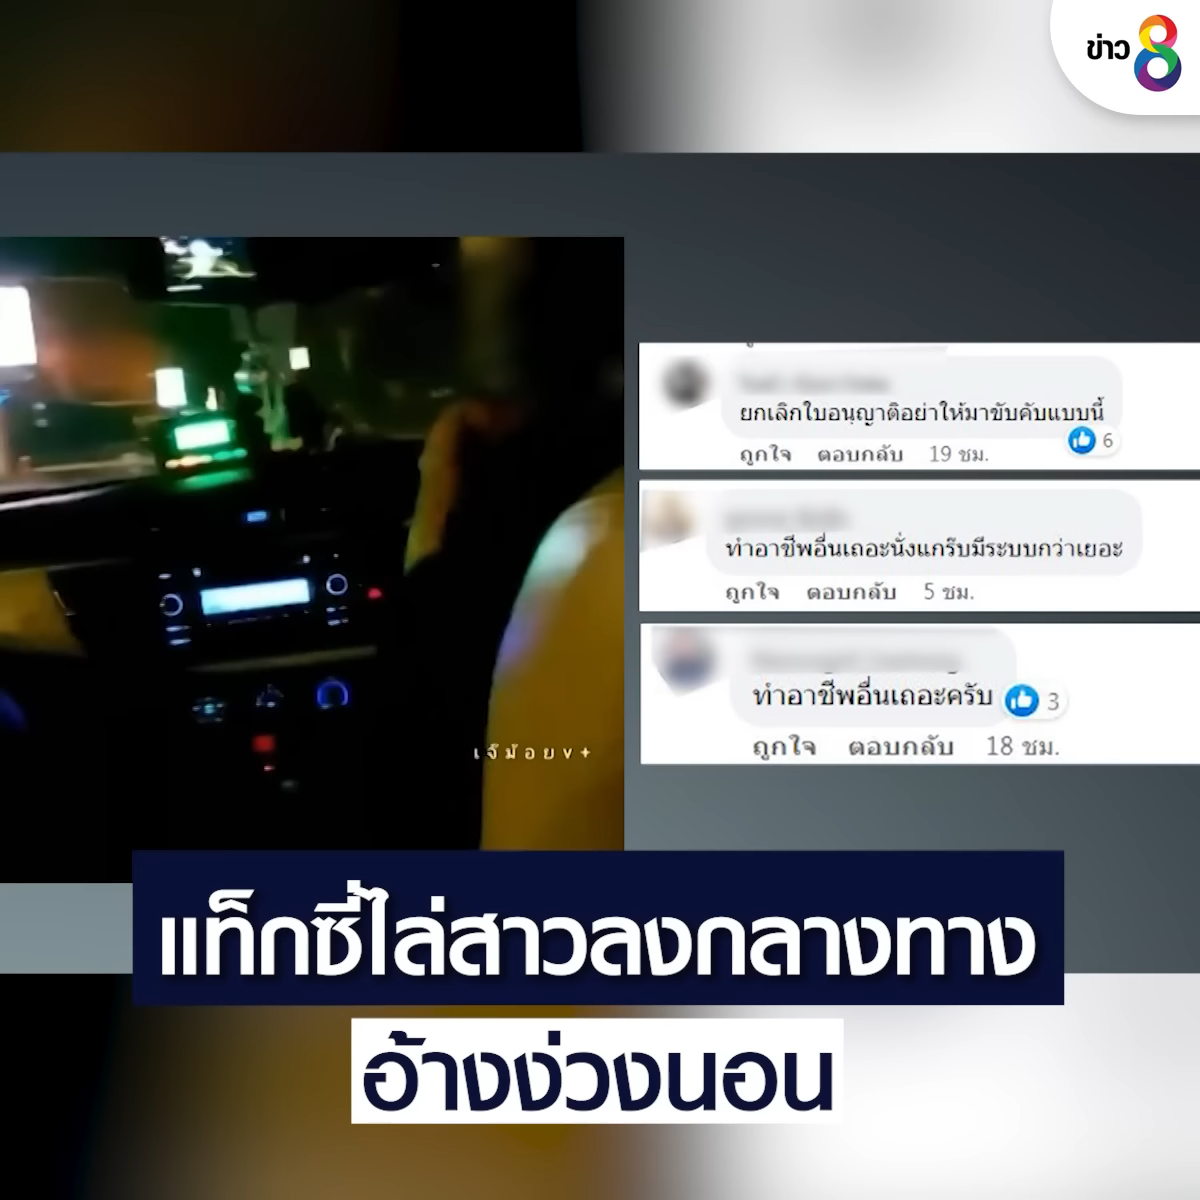 ข่าว 8
ยกเลิกใบอนุญาติอย่าให้มาขับคับแบบนี้
6
ถูกใจ ตอบกลับ 19 ชม.
ทำอาชีพอื่นเถอะนั่งแกร๊บมีระบบกว่าเยอะ
ถูกใจ ตอบกลับ 5 ชม.
ทำอาชีพอื่นเถอะครับ
3
ถูกใจ ตอบกลับ 18 ชม.
เจ๊ม้อยv+
แท็กซี่ไล่สาวลงกลางทาง
อ้างง่วงนอน